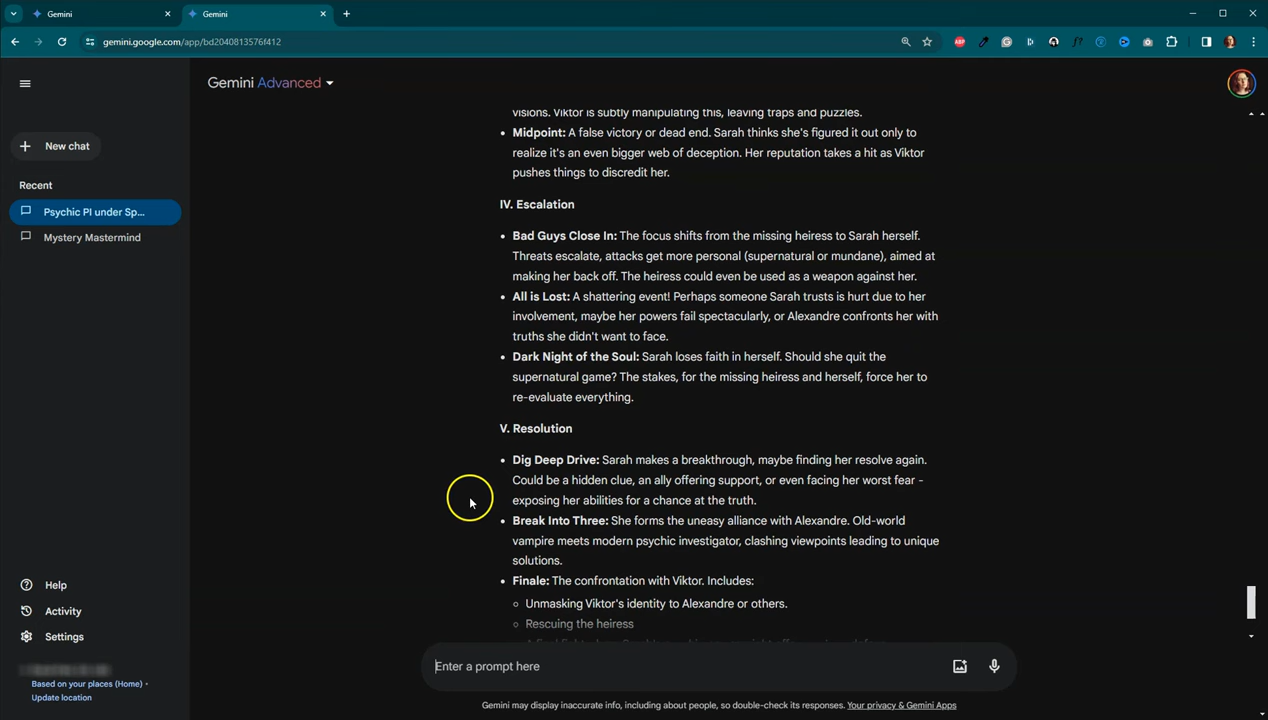 Gemini
Gemini
gemini.google.com/app/bd2040813576f412
Gemini Advanced
New chat
Recent
Psychic PI under Sp...
Mystery Mastermind
visions. Viktor is subtly manipulating this, leaving traps and puzzles.
• Midpoint: A false victory or dead end. Sarah thinks she's figured it out only to
realize it's an even bigger web of deception. Her reputation takes a hit as Viktor
pushes things to discredit her.
IV. Escalation
• Bad Guys Close In: The focus shifts from the missing heiress to Sarah herself.
Threats escalate, attacks get more personal (supernatural or mundane), aimed at
making her back off. The heiress could even be used as a weapon against her.
• All is Lost: A shattering event! Perhaps someone Sarah trusts is hurt due to her
involvement, maybe her powers fail spectacularly, or Alexandre confronts her with
truths she didn't want to face.
• Dark Night of the Soul: Sarah loses faith in herself. Should she quit the
supernatural game? The stakes, for the missing heiress and herself, force her to
re-evaluate everything.
V. Resolution
• Dig Deep Drive: Sarah makes a breakthrough, maybe finding her resolve again.
Could be a hidden clue, an ally offering support, or even facing her worst fear -
exposing her abilities for a chance at the truth.
• Break Into Three: She forms the uneasy alliance with Alexandre. Old-world
vampire meets modern psychic investigator, clashing viewpoints leading to unique
solutions.
• Finale: The confrontation with Viktor. Includes:
○ Unmasking Viktor's identity to Alexandre or others.
○ Rescuing the heiress
Help
Activity
Settings
Based on your places (Home) •
Update location
Enter a prompt here
Gemini may display inaccurate info, including about people, so double-check its responses. Your privacy & Gemini Apps